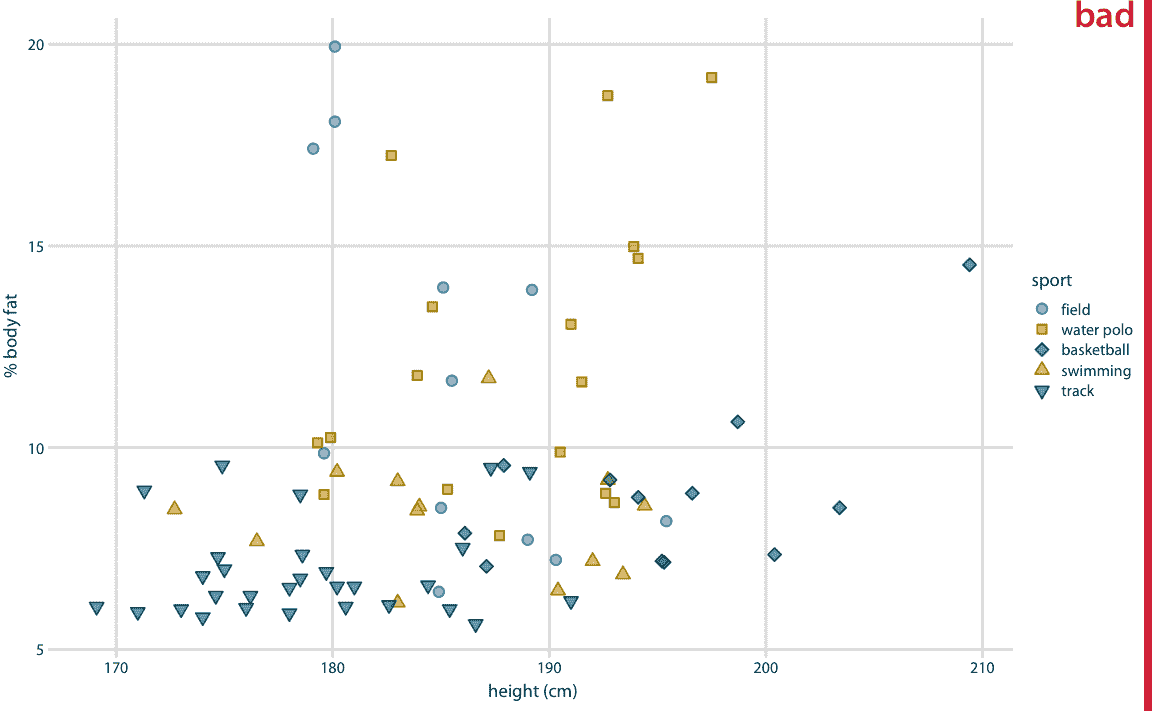 bad
20
15
10
5
% body fat
170 180 190 200 210
height (cm)
sport
field
water polo
basketball
swimming
track